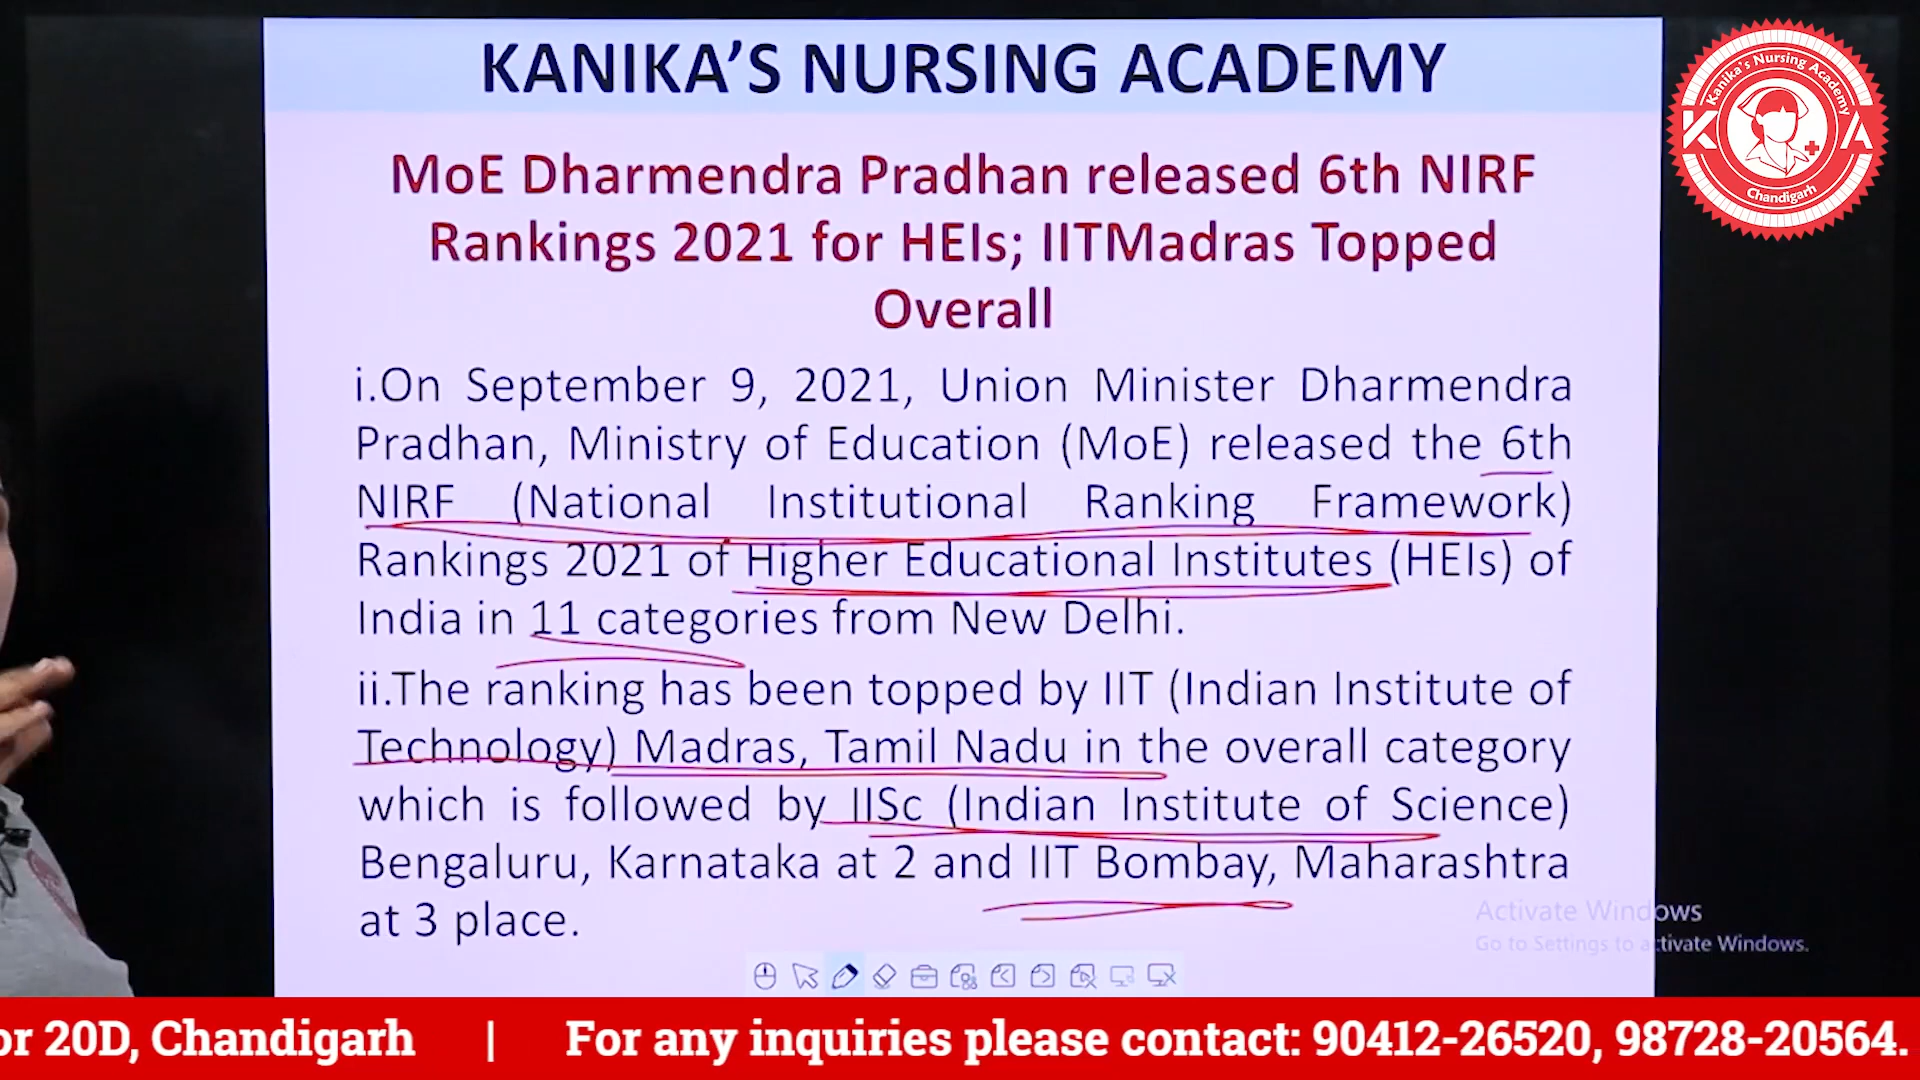 KANIKA'S NURSING ACADEMY
Kanika's Nursing Academy
K A
Chandigarh
MoE Dharmendra Pradhan released 6th NIRF
Rankings 2021 for HEIs; IITMadras Topped
Overall
i.On September 9, 2021, Union Minister Dharmendra
Pradhan, Ministry of Education (MoE) released the 6th
NIRF (National Institutional Ranking Framework)
Rankings 2021 of Higher Educational Institutes (HEIs) of
India in 11 categories from New Delhi.
ii.The ranking has been topped by IIT (Indian Institute of
Technology) Madras, Tamil Nadu in the overall category
which is followed by IISc (Indian Institute of Science)
Bengaluru, Karnataka at 2 and IIT Bombay, Maharashtra
at 3 place.
Activate Windows
Go to Settings to activate Windows.
or 20D, Chandigarh | For any inquiries please contact: 90412-26520, 98728-20564.